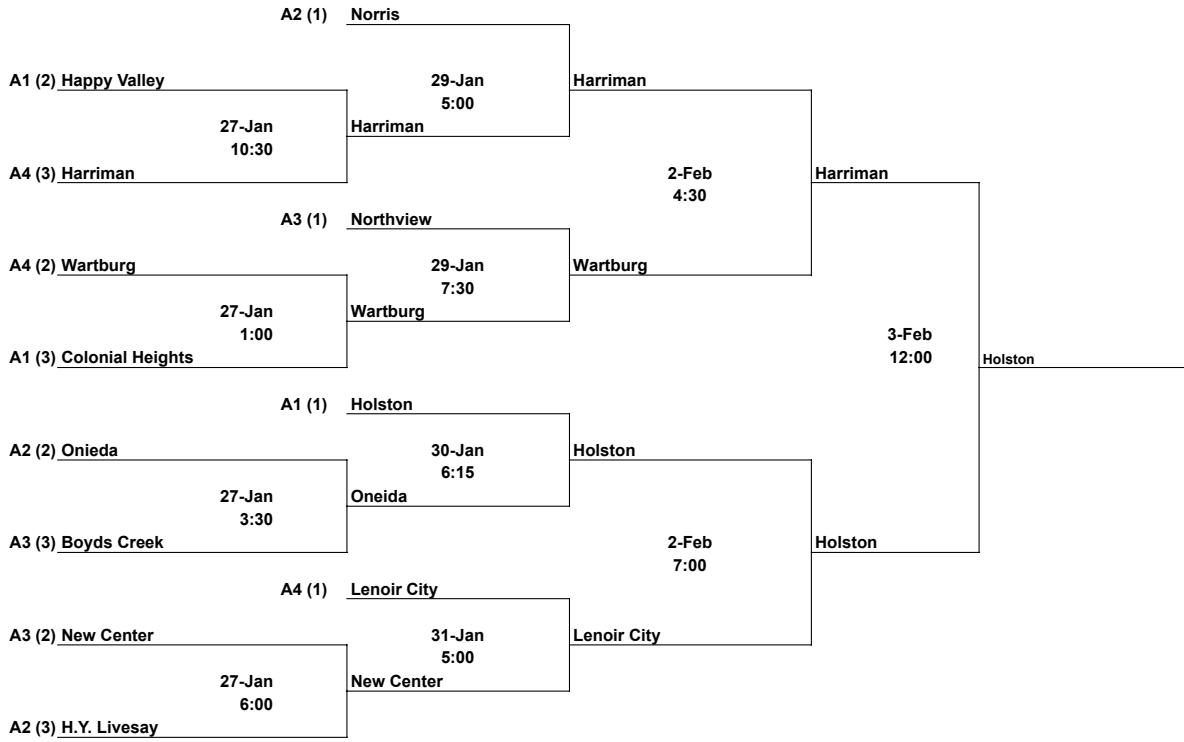 A2 (1) Norris
A1 (2) Happy Valley
29-Jan
5:00
Harriman
27-Jan
10:30
Harriman
A4 (3) Harriman
2-Feb
4:30
Harriman
A3 (1) Northview
A4 (2) Wartburg
29-Jan
7:30
Wartburg
27-Jan
1:00
Wartburg
A1 (3) Colonial Heights
3-Feb
12:00
Holston
A1 (1) Holston
A2 (2) Onieda
30-Jan
6:15
Holston
27-Jan
3:30
Oneida
A3 (3) Boyds Creek
2-Feb
7:00
Holston
A4 (1) Lenoir City
A3 (2) New Center
31-Jan
5:00
Lenoir City
27-Jan
6:00
New Center
A2 (3) H.Y. Livesay